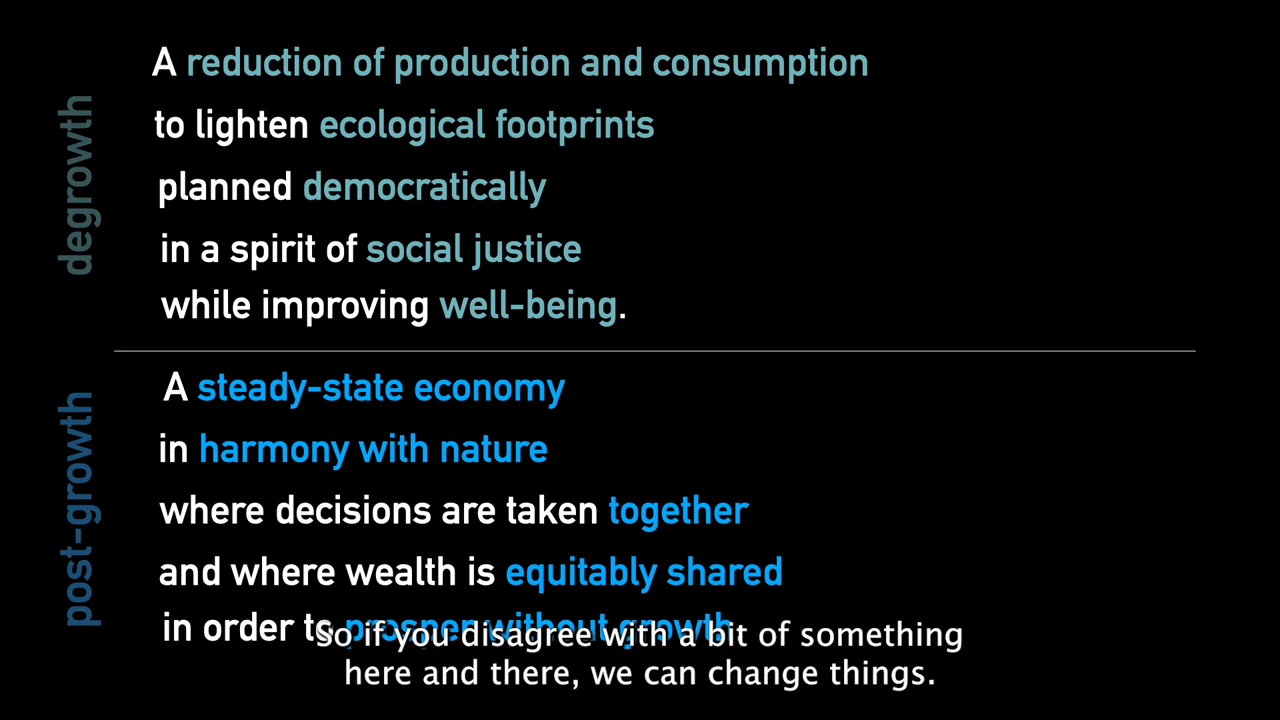 degrowth
A reduction of production and consumption
to lighten ecological footprints
planned democratically
in a spirit of social justice
while improving well-being.
post-growth
A steady-state economy
in harmony with nature
where decisions are taken together
and where wealth is equitably shared
in order to prosper without growth
So if you disagree with a bit of something
here and there, we can change things.